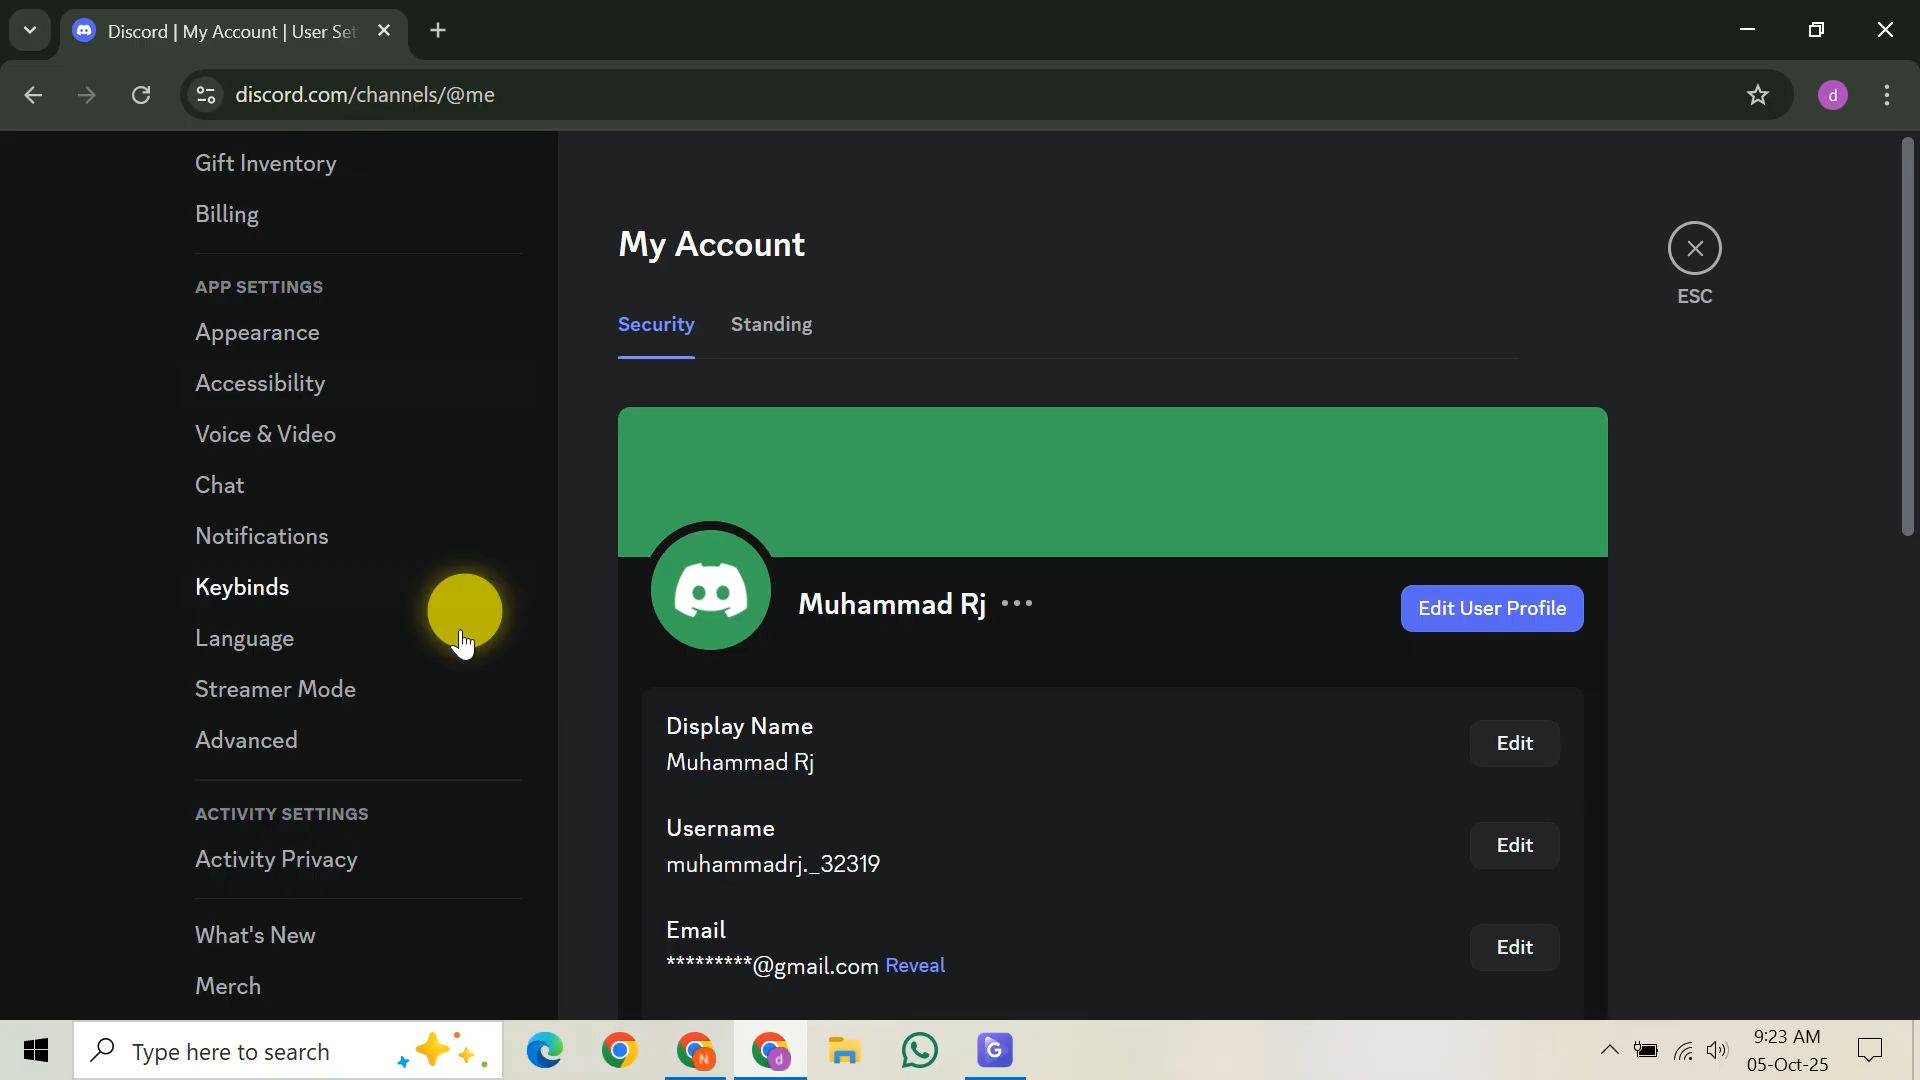 Discord | My Account | User Set
discord.com/channels/@me
d
Gift Inventory
Billing
APP SETTINGS
Appearance
Accessibility
Voice & Video
Chat
Notifications
Keybinds
Language
Streamer Mode
Advanced
ACTIVITY SETTINGS
Activity Privacy
What's New
Merch
My Account
ESC
Security Standing
Muhammad Rj
Edit User Profile
Display Name
Muhammad Rj
Edit
Username
muhammadrj._32319
Edit
Email
*********@gmail.com Reveal
Edit
Type here to search
N
d
G
9:23 AM
05-Oct-25